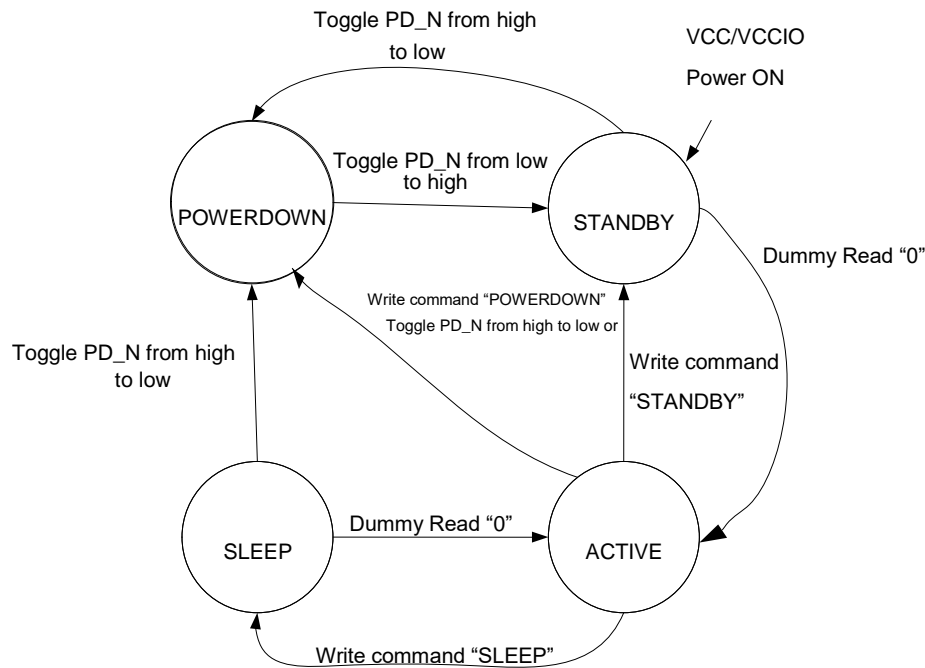 Toggle PD_N from high
to low
VCC/VCCIO
Power ON
Toggle PD_N from low
to high
POWERDOWN
STANDBY
Dummy Read “0”
Write command “POWERDOWN”
Toggle PD_N from high to low or
Toggle PD_N from high
to low
Write command
“STANDBY”
Dummy Read “0”
SLEEP
ACTIVE
Write command “SLEEP”